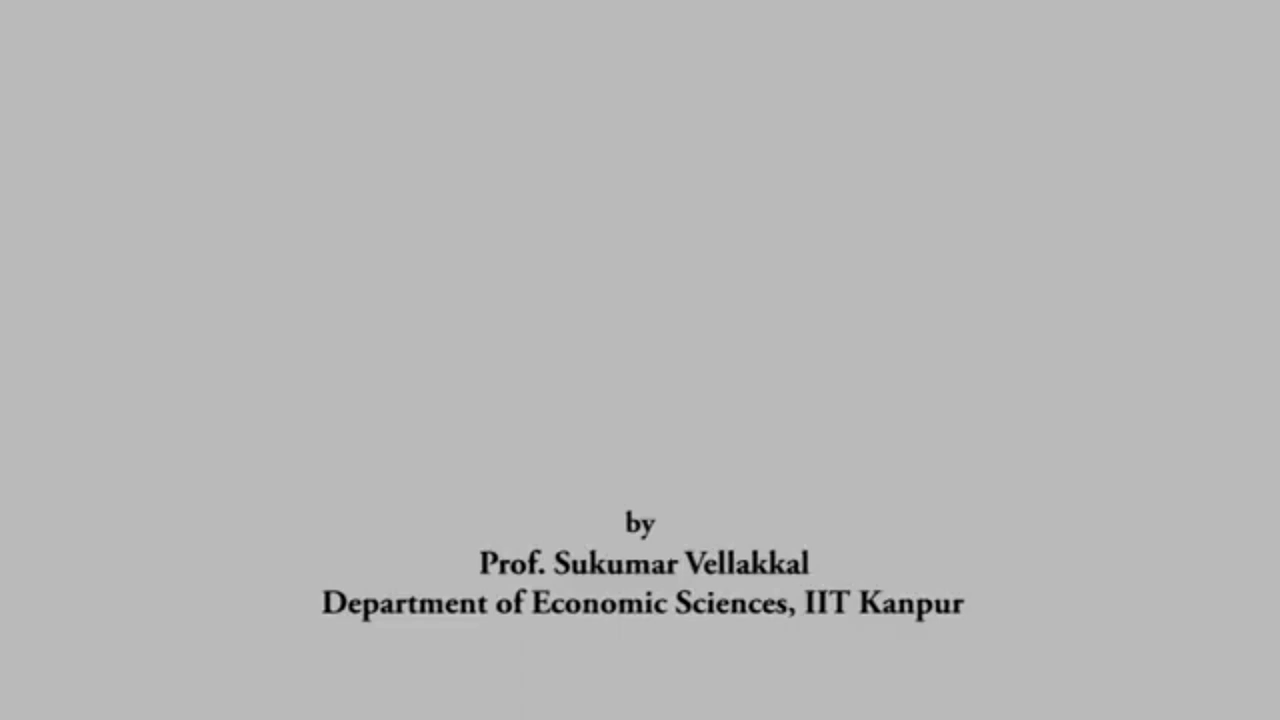 by
Prof. Sukumar Vellakkal
Department of Economic Sciences, IIT Kanpur